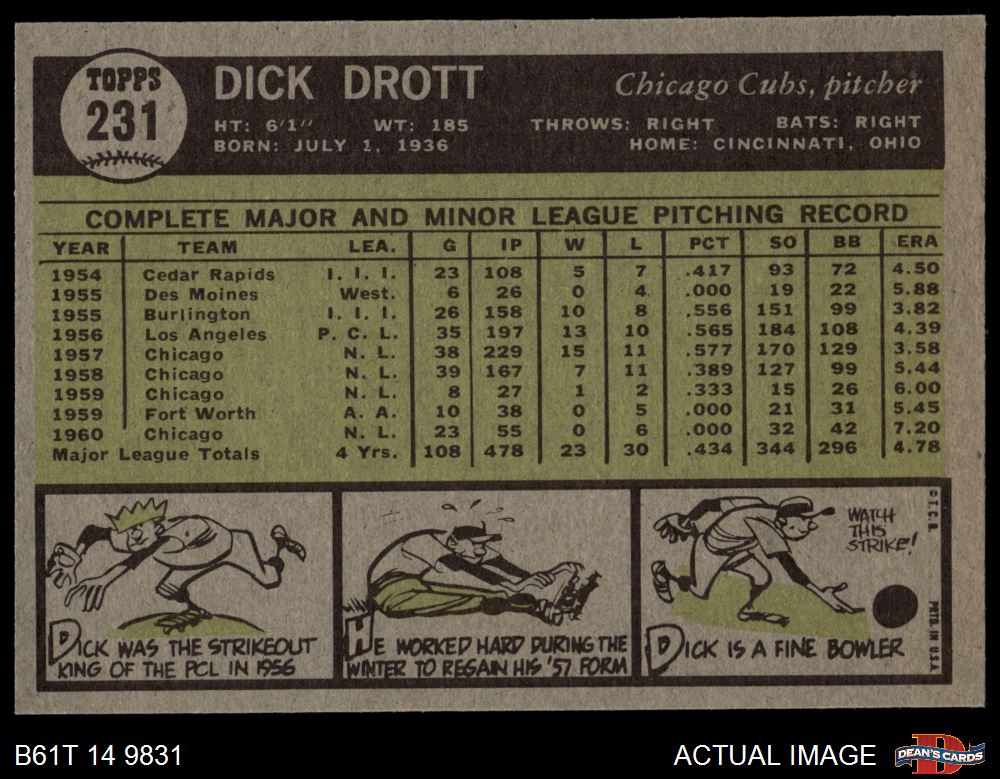 TOPPS
231
DICK DROTT
Chicago Cubs, pitcher
HT: 6'1" WT: 185 THROWS: RIGHT BATS: RIGHT
BORN: JULY 1, 1936 HOME: CINCINNATI, OHIO
COMPLETE MAJOR AND MINOR LEAGUE PITCHING RECORD
YEAR TEAM LEA. G IP W L PCT SO BB ERA
1954 Cedar Rapids I. I. I. 23 108 5 7 .417 93 72 4.50
1955 Des Moines West. 6 26 0 4 .000 19 22 5.88
1955 Burlington I. I. I. 26 158 10 8 .556 151 99 3.82
1956 Los Angeles P. C. L. 35 197 13 10 .565 184 108 4.39
1957 Chicago N. L. 38 229 15 11 .577 170 129 3.58
1958 Chicago N. L. 39 167 7 11 .389 127 99 5.44
1959 Chicago N. L. 8 27 1 2 .333 15 26 6.00
1959 Fort Worth A. A. 10 38 0 5 .000 21 31 5.45
1960 Chicago N. L. 23 55 0 6 .000 32 42 7.20
Major League Totals 4 Yrs. 108 478 23 30 .434 344 296 4.78
DICK WAS THE STRIKEOUT
KING OF THE PCL IN 1956
HE WORKED HARD DURING THE
WINTER TO REGAIN HIS '57 FORM
WATCH
THIS
STRIKE!
DICK IS A FINE BOWLER
© T. C. G.
PRTD. IN U.S.A.
B61T 14 9831
ACTUAL IMAGE
D
DEAN'S CARDS